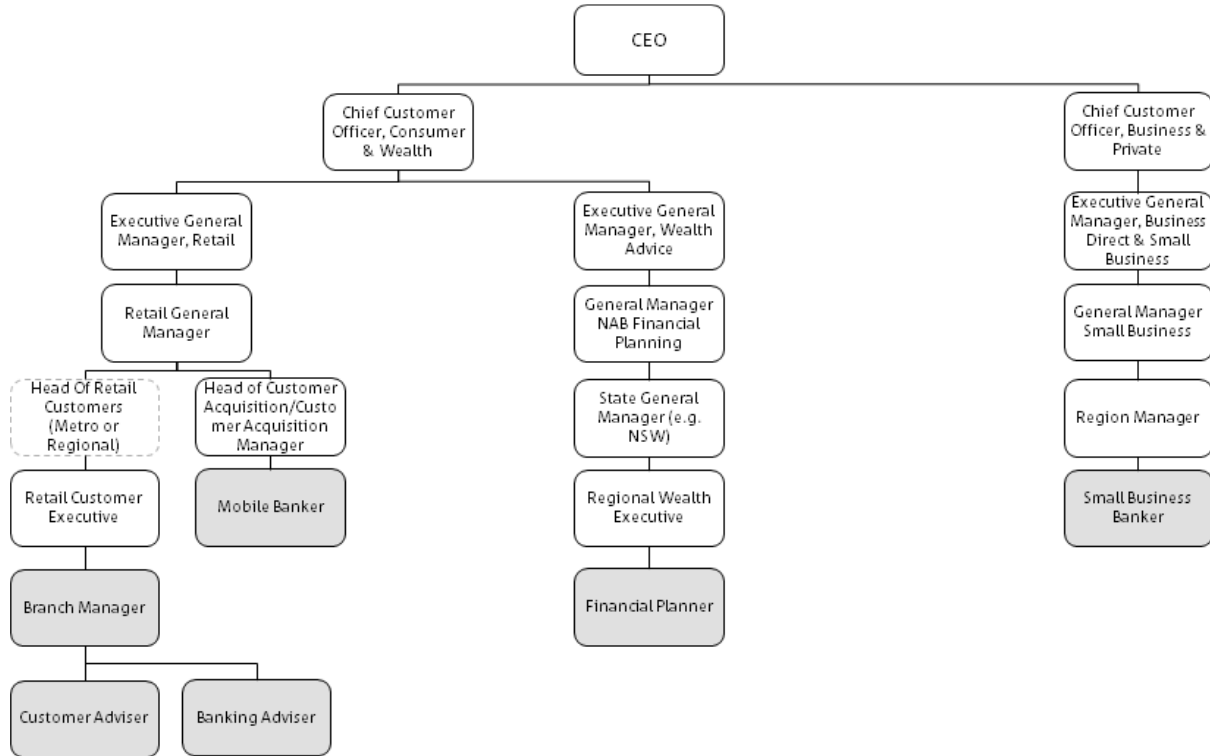 CEO
Chief Customer
Officer, Consumer
& Wealth
Chief Customer
Officer, Business &
Private
Executive General
Manager, Retail
Executive General
Manager, Wealth
Advice
Executive General
Manager, Business
Direct & Small
Business
Retail General
Manager
General Manager
NAB Financial
Planning
General Manager
Small Business
Head Of Retail
Customers
(Metro or
Regional)
Head of Customer
Acquisition/Custo
mer Acquisition
Manager
State General
Manager (e.g.
NSW)
Region Manager
Retail Customer
Executive
Mobile Banker
Regional Wealth
Executive
Small Business
Banker
Branch Manager
Financial Planner
Customer Adviser
Banking Adviser